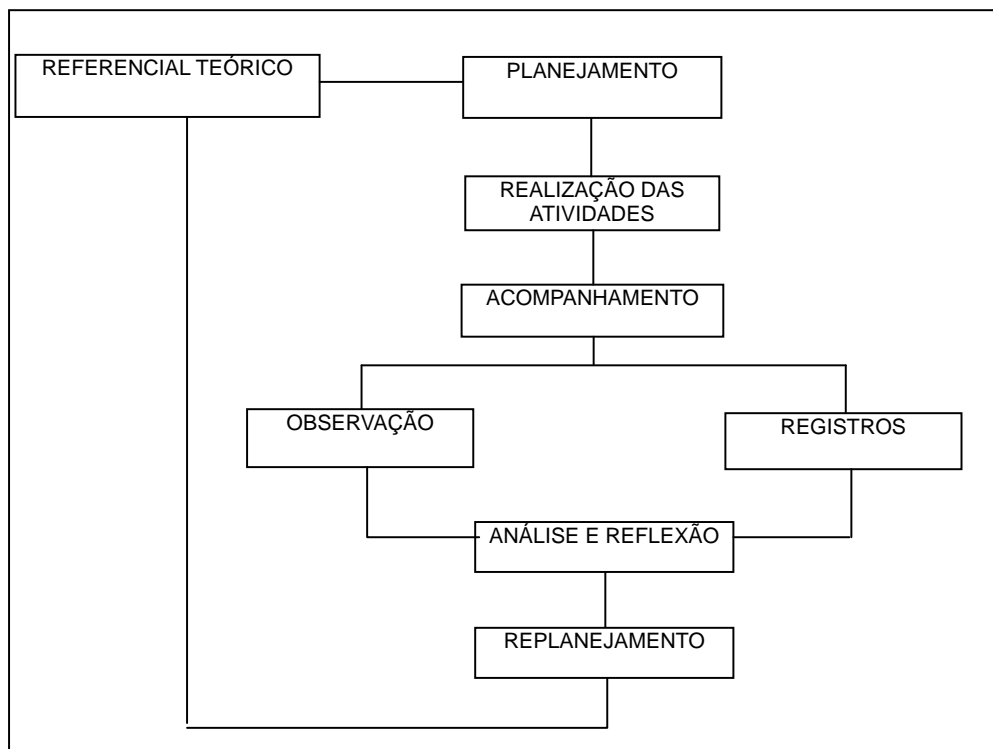 REFERENCIAL TEÓRICO
PLANEJAMENTO
REALIZAÇÃO DAS
ATIVIDADES
ACOMPANHAMENTO
OBSERVAÇÃO
REGISTROS
ANÁLISE E REFLEXÃO
REPLANEJAMENTO